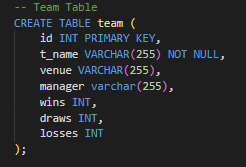 -- Team Table
CREATE TABLE team (
    id INT PRIMARY KEY,
    t_name VARCHAR(255) NOT NULL,
    venue VARCHAR(255),
    manager varchar(255),
    wins INT,
    draws INT,
    losses INT
);